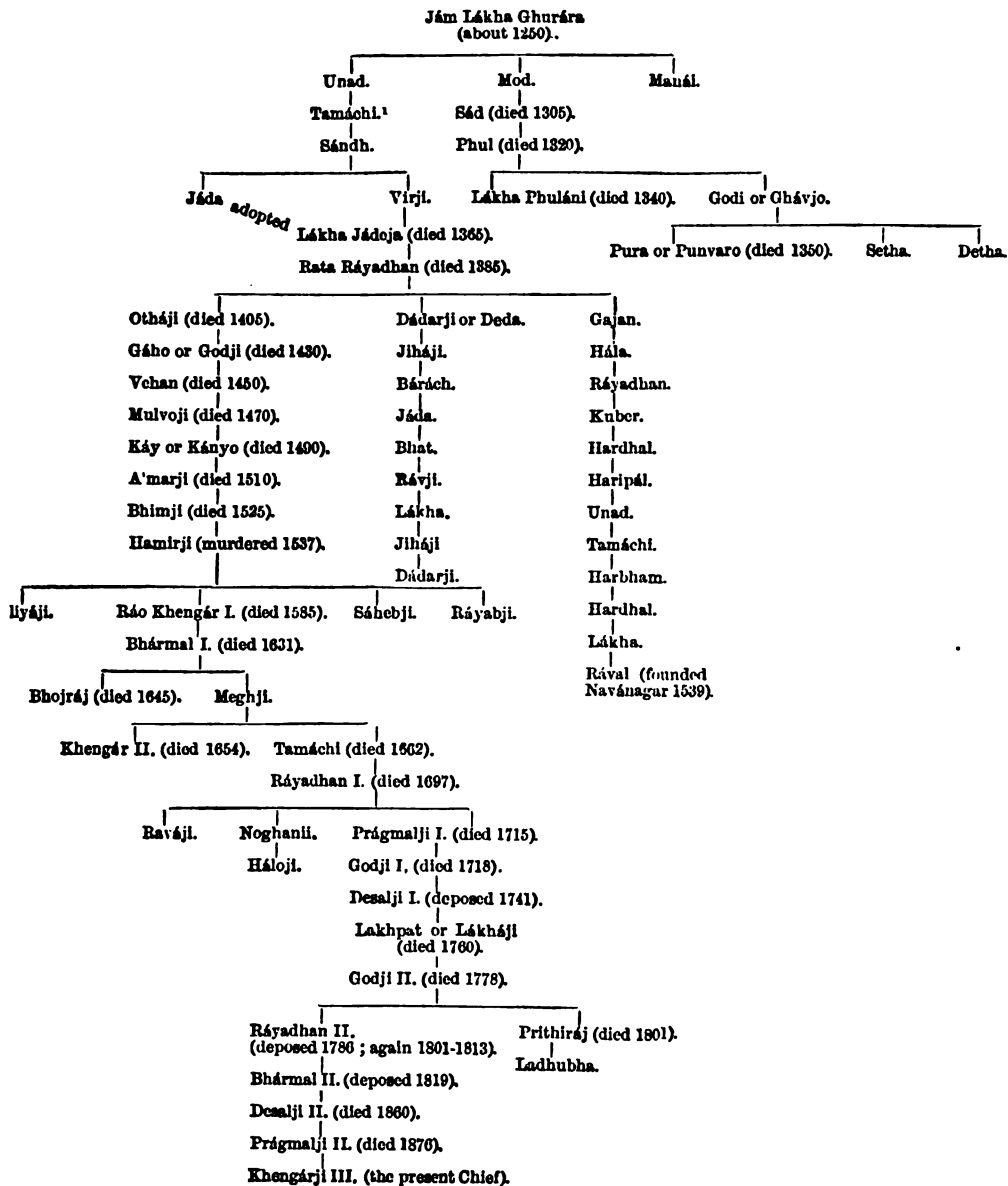 Jám Lákha Ghurára
(about 1250).
Unad. Mod. Manái.
Tamáchi.¹ Sád (died 1305).
Sándh. Phul (died 1320).
Jáda adopted Virji. Lákha Phuláni (died 1340). Godi or Ghávjo.
Lákha Jádeja (died 1365). Pura or Punvaro (died 1350). Setha. Detha.
Rata Ráyadhan (died 1385).
Otháji (died 1405). Dádarji or Deda. Gajan.
Gáho or Godji (died 1430). Jiháji. Hála.
Vehan (died 1450). Bárách. Ráyadhan.
Mulvoji (died 1470). Jáda. Kuber.
Káy or Kányo (died 1490). Bhat. Hardhal.
A'marji (died 1510). Rávji. Haripál.
Bhimji (died 1525). Lákha. Unad.
Hamirji (murdered 1537). Jiháji Tamáchi.
Dádarji. Harbham.
liyáji. Ráo Khengár I. (died 1585). Sáhebji. Ráyabji. Hardhal.
Bhármal I. (died 1631). Lákha.
Bhojráj (died 1645). Meghji. Rával (founded
Navánagar 1539).
Khengár II. (died 1654). Tamáchi (died 1662)
Ráyadhan I. (died 1697).
Raváji. Noghanji. Prágmalji I. (died 1715).
Háloji. Godji I. (died 1718).
Desalji I. (deposed 1741).
Lakhpat or Lákháji
(died 1760).
Godji II. (died 1778).
Ráyadhan II. Prithiráj (died 1801).
(deposed 1786 ; again 1801-1813). Ladhubha.
Bhármal II. (deposed 1819).
Desalji II. (died 1860).
Prágmalji II. (died 1876).
Khengárji III. (the present Chief).